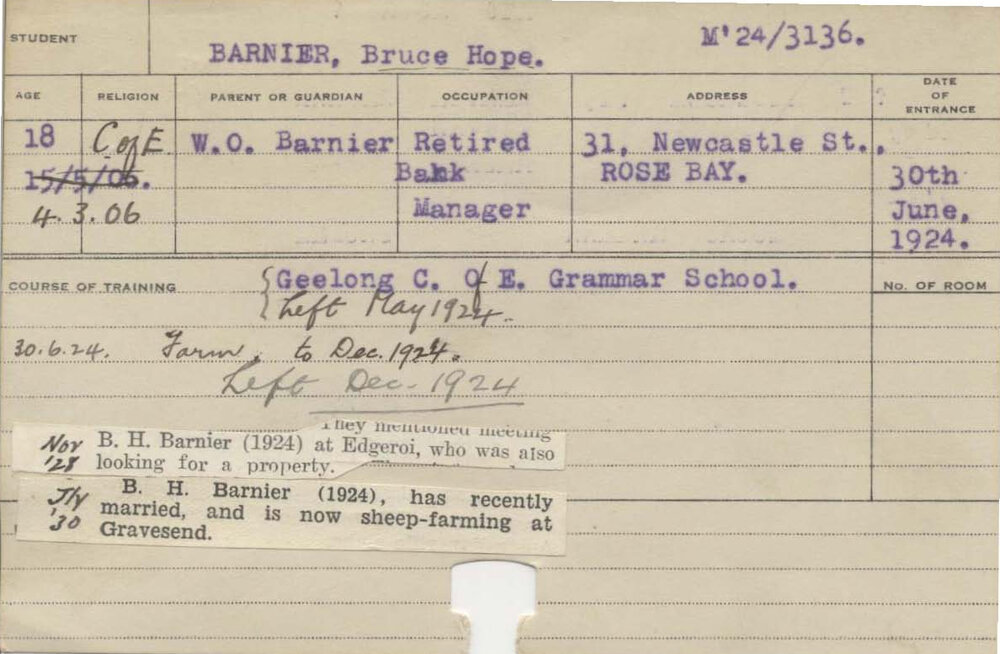 STUDENT
BARNIER, Bruce Hope.
M'24/3136.
AGE
RELIGION
PARENT OR GUARDIAN
OCCUPATION
ADDRESS
DATE
OF
ENTRANCE
18
C of E
W.O. Barnier
Retired
31, Newcastle St.,
15/5/06.
Bank
ROSE BAY.
30th
4.3.06
Manager
June,
1924.
COURSE OF TRAINING
Geelong C. Of E. Grammar School.
No. OF ROOM
Left May 1924.
30.6.24. Farm, to Dec. 1924.
Left Dec. 1924
They mentioned meeting
Nov B. H. Barnier (1924) at Edgeroi, who was also
'28 looking for a property.
Jly B. H. Barnier (1924), has recently
'30 married, and is now sheep-farming at
Gravesend.